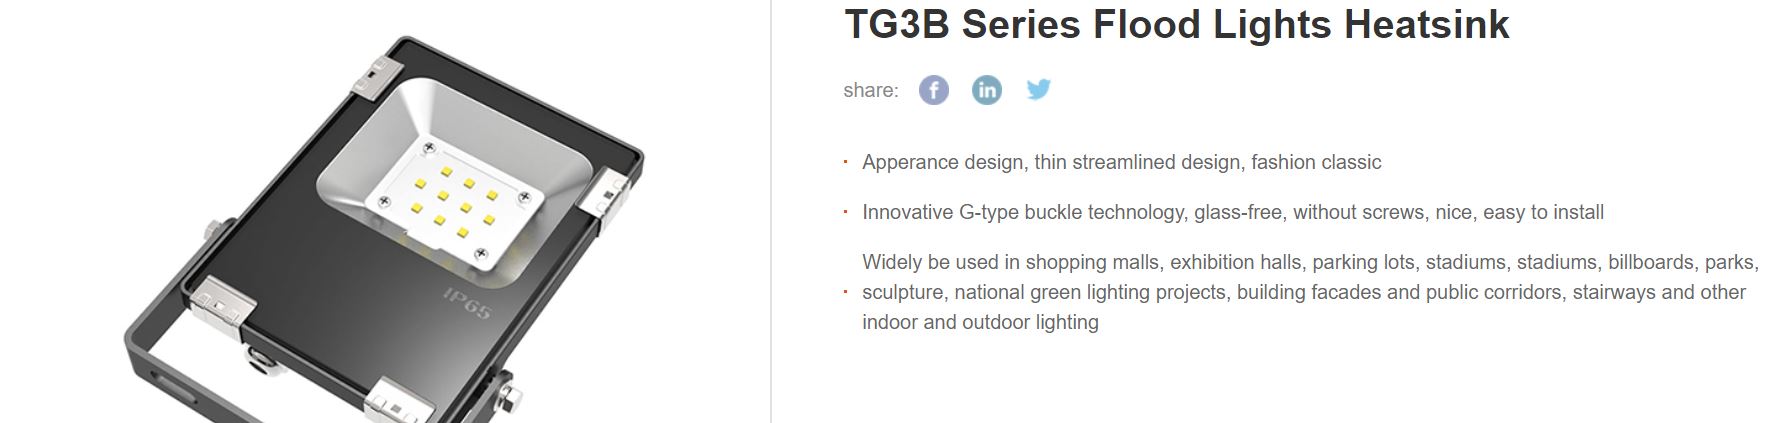 TG3B Series Flood Lights Heatsink
share:
Apperance design, thin streamlined design, fashion classic
Innovative G-type buckle technology, glass-free, without screws, nice, easy to install
Widely be used in shopping malls, exhibition halls, parking lots, stadiums, stadiums, billboards, parks,
sculpture, national green lighting projects, building facades and public corridors, stairways and other
indoor and outdoor lighting
IP65